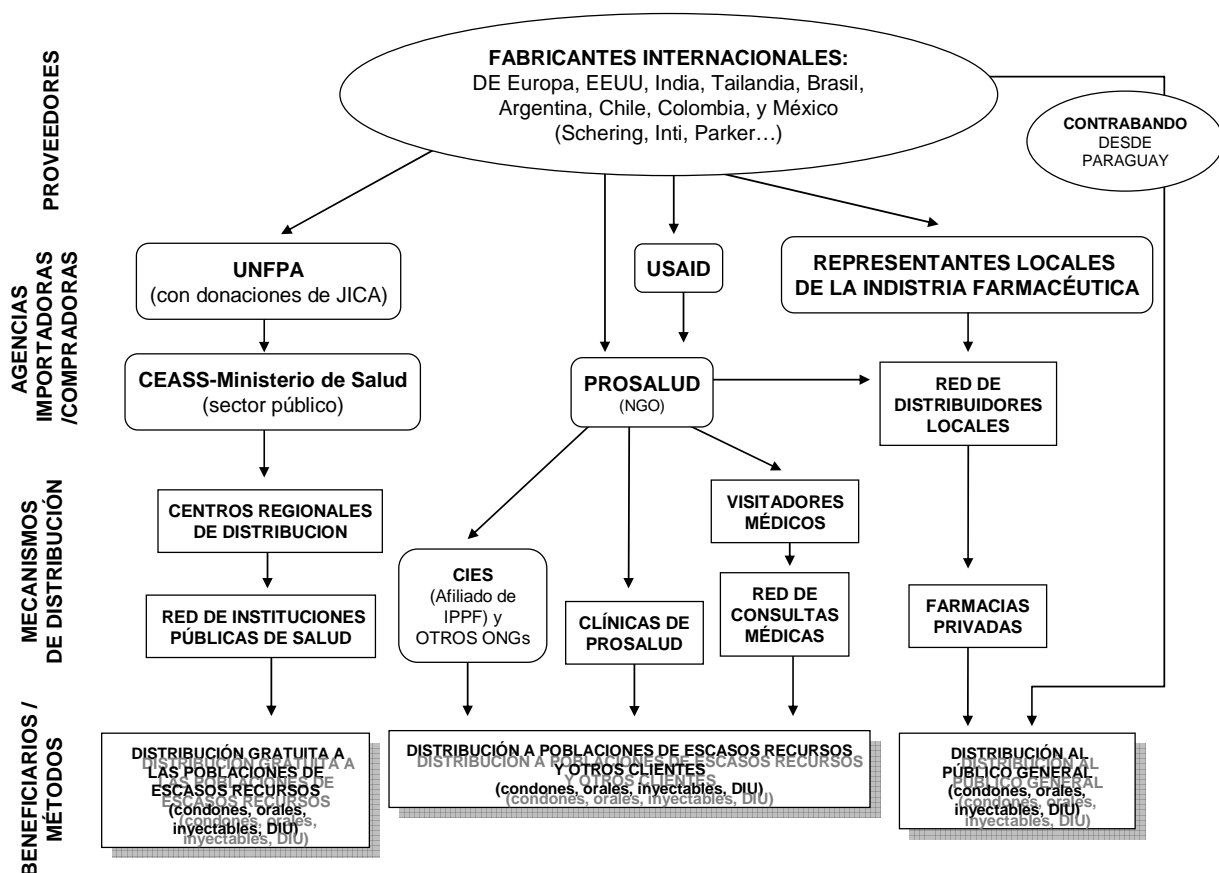 PROVEEDORES
FABRICANTES INTERNACIONALES:
DE Europa, EEUU, India, Tailandia, Brasil,
Argentina, Chile, Colombia, y México
(Schering, Inti, Parker…)
CONTRABANDO
DESDE
PARAGUAY
AGENCIAS
IMPORTADORAS
/COMPRADORAS
UNFPA
(con donaciones de JICA)
USAID
REPRESENTANTES LOCALES
DE LA INDISTRIA FARMACÉUTICA
CEASS-Ministerio de Salud
(sector público)
PROSALUD
(NGO)
RED DE
DISTRIBUIDORES
LOCALES
MECANISMOS
DE DISTRIBUCIÓN
CENTROS REGIONALES
DE DISTRIBUCION
VISITADORES
MÉDICOS
RED DE INSTITUCIONES
PÚBLICAS DE SALUD
CIES
(Afiliado de
IPPF) y
OTROS ONGs
CLÍNICAS DE
PROSALUD
RED DE
CONSULTAS
MÉDICAS
FARMACIAS
PRIVADAS
BENEFICIARIOS /
MÉTODOS
DISTRIBUCIÓN GRATUITA A
LAS POBLACIONES DE
ESCASOS RECURSOS
(condones, orales,
inyectables, DIU)
DISTRIBUCIÓN A POBLACIONES DE ESCASOS RECURSOS
Y OTROS CLIENTES
(condones, orales, inyectables, DIU)
DISTRIBUCIÓN AL
PÚBLICO GENERAL
(condones, orales,
inyectables, DIU)